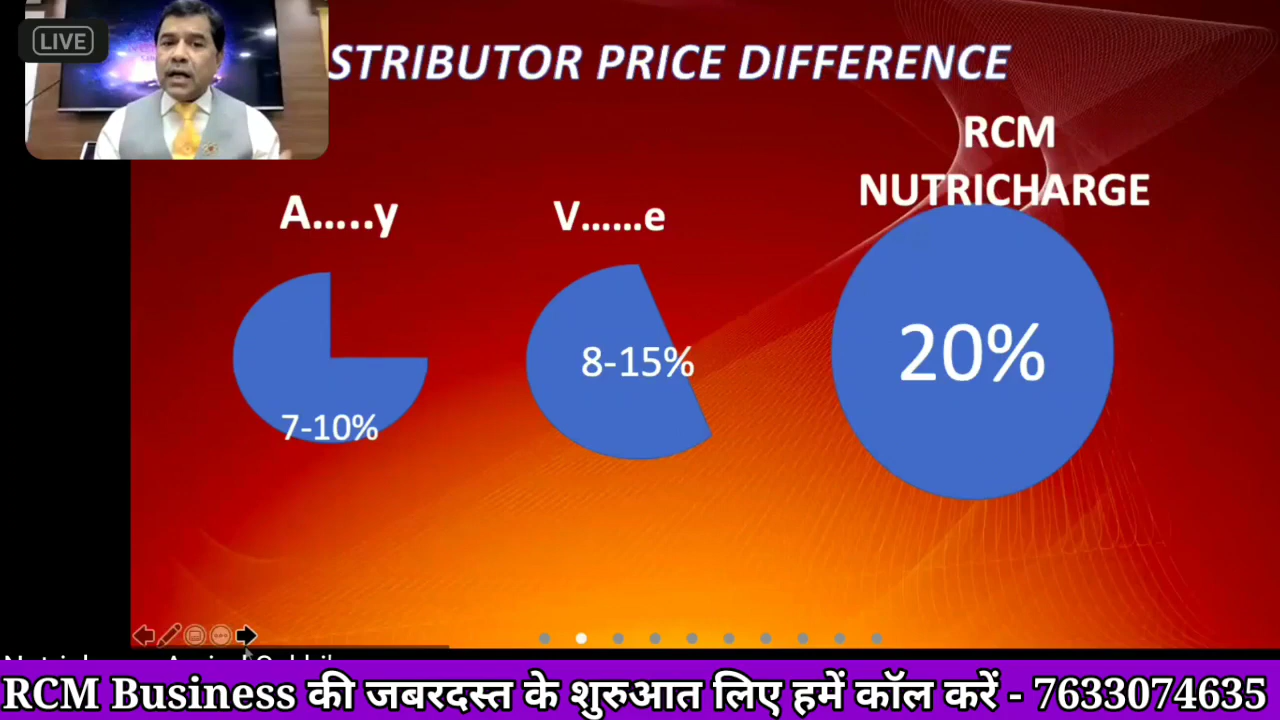 LIVE
STRIBUTOR PRICE DIFFERENCE
RCM
NUTRICHARGE
A.....y
V......e
7-10%
8-15%
20%
RCM Business की जबरदस्त के शुरुआत लिए हमें कॉल करें - 7633074635